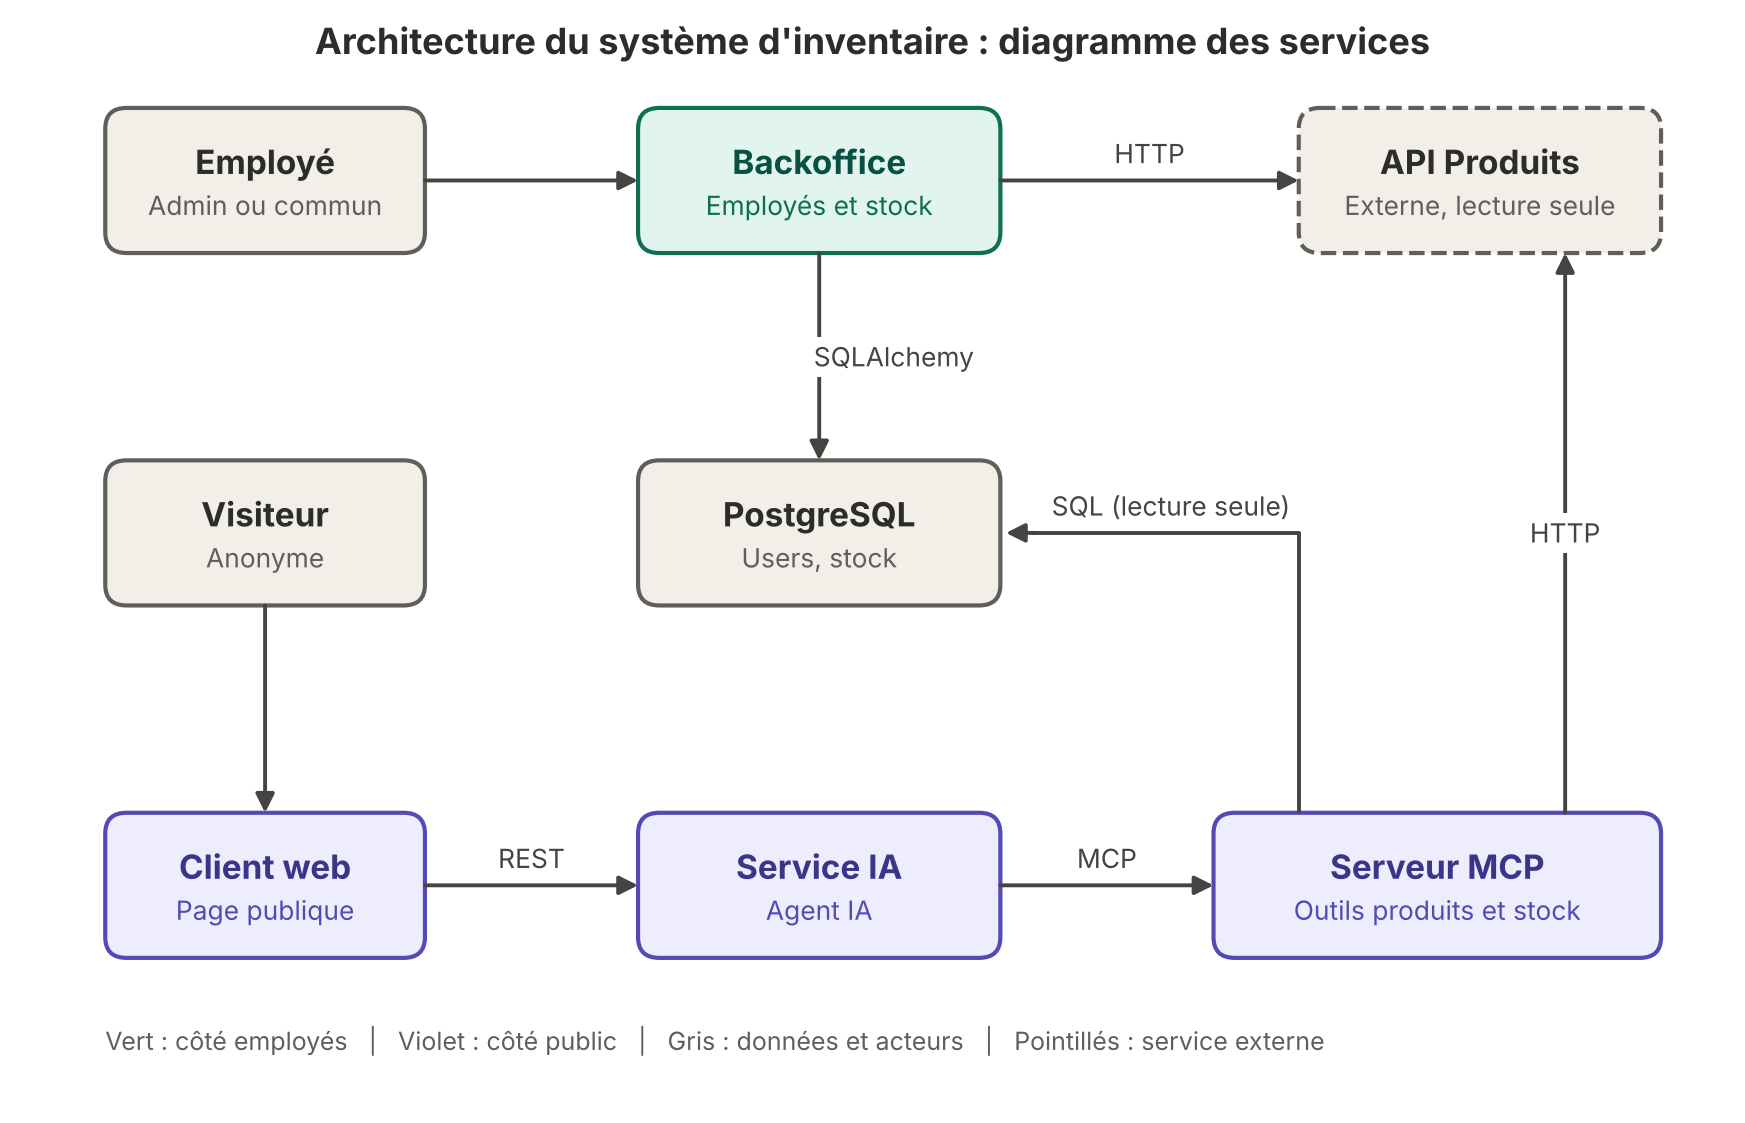 Architecture du système d'inventaire : diagramme des services
Employé
Admin ou commun
Backoffice
Employés et stock
HTTP
API Produits
Externe, lecture seule
SQLAlchemy
Visiteur
Anonyme
PostgreSQL
Users, stock
SQL (lecture seule)
HTTP
Client web
Page publique
REST
Service IA
Agent IA
MCP
Serveur MCP
Outils produits et stock
Vert : côté employés | Violet : côté public | Gris : données et acteurs | Pointillés : service externe